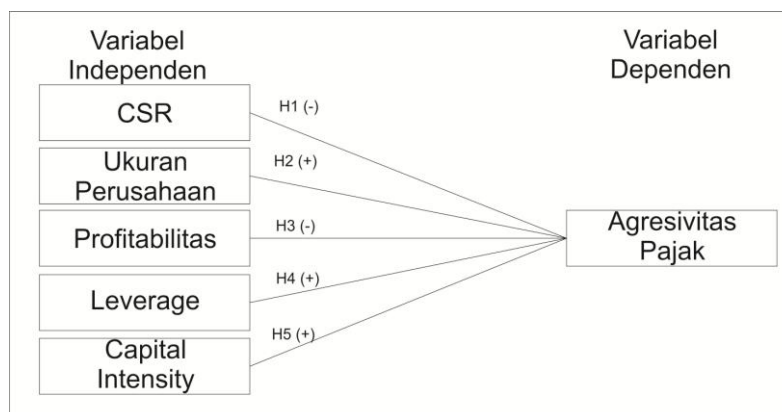 Variabel
Independen
Variabel
Dependen
CSR
H1 (-)
Ukuran
Perusahaan
H2 (+)
Profitabilitas
H3 (-)
Agresivitas
Pajak
Leverage
H4 (+)
Capital
Intensity
H5 (+)